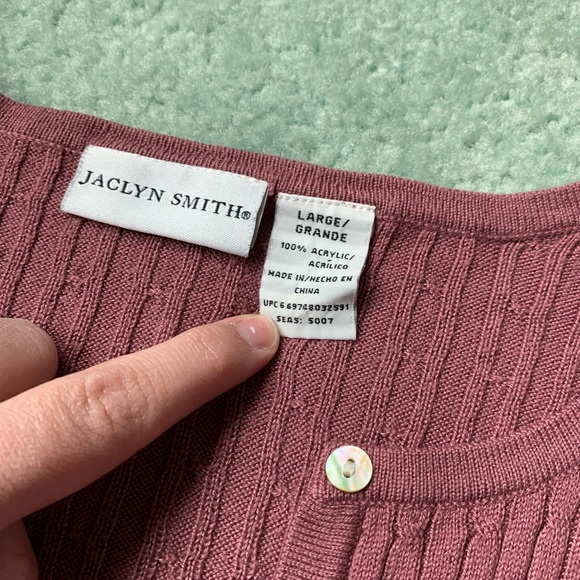 JACLYN SMITH®
LARGE/
GRANDE
100% ACRYLIC/
ACRÍLICO
MADE IN/HECHO EN
CHINA
UPC 6 69748032591
SEAS: 5007